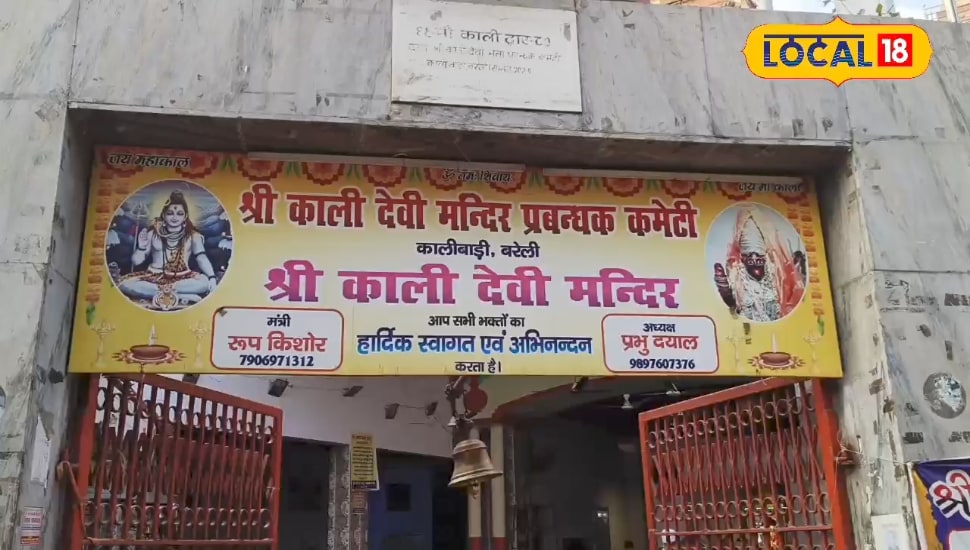 LOCAL 18
जय महाकाल
ॐ नमः शिवाय
जय माँ काली
श्री काली देवी मन्दिर प्रबन्धक कमेटी
कालीबाड़ी, बरेली
श्री काली देवी मन्दिर
आप सभी भक्तों का
हार्दिक स्वागत एवं अभिनन्दन
करता है।
मंत्री
रूप किशोर
7906971312
अध्यक्ष
प्रभु दयाल
9897607376
श्री